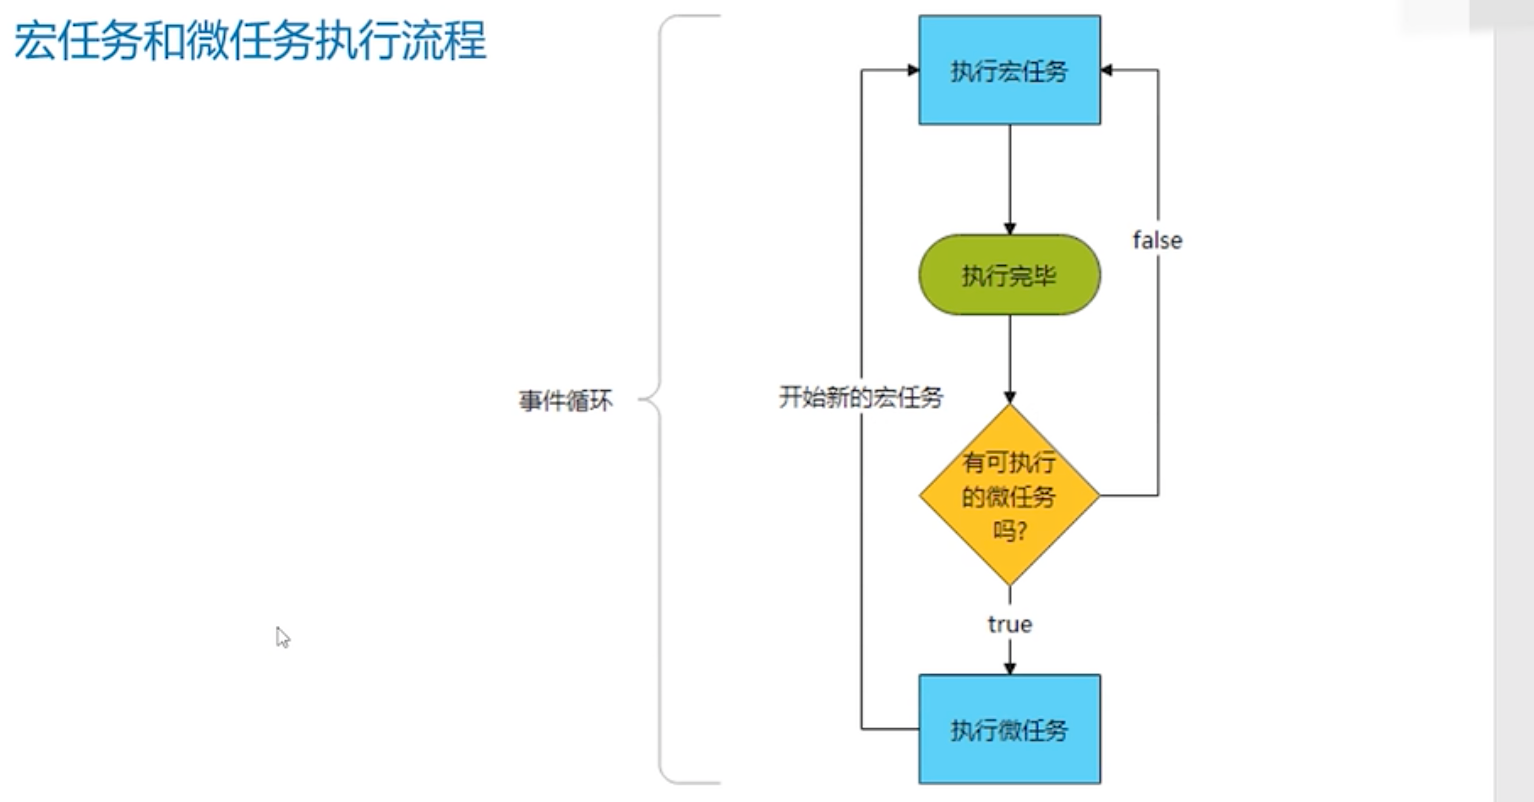 宏任务和微任务执行流程
执行宏任务
false
执行完毕
开始新的宏任务
事件循环
有可执行
的微任务
吗?
true
执行微任务